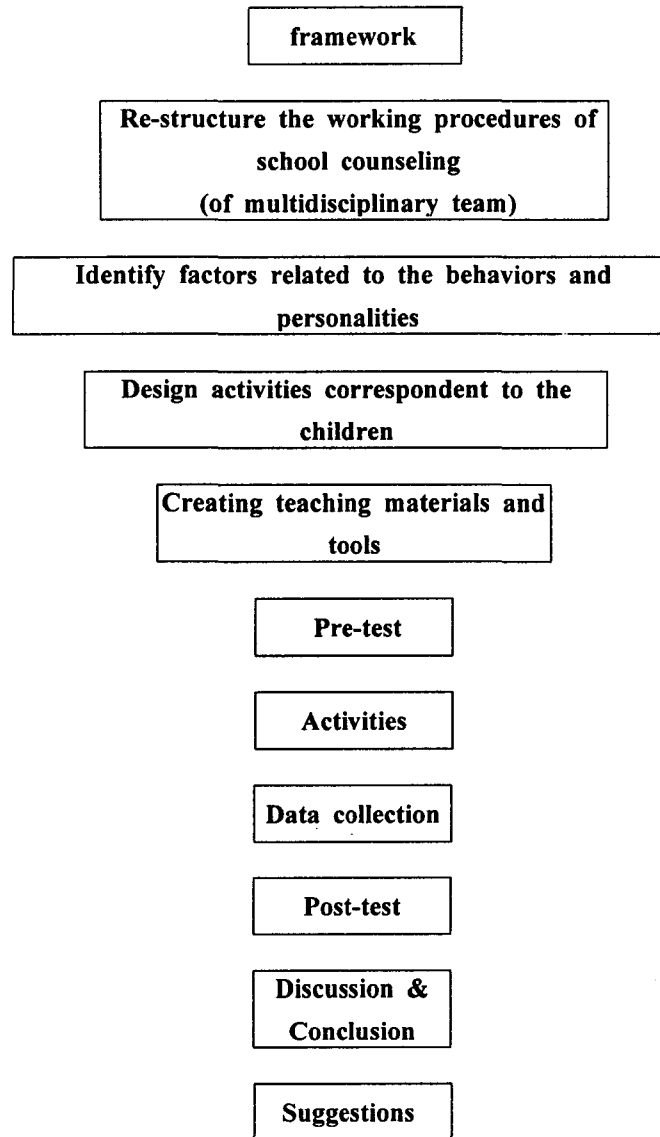 framework
Re-structure the working procedures of
school counseling
(of multidisciplinary team)
Identify factors related to the behaviors and
personalities
Design activities correspondent to the
children
Creating teaching materials and
tools
Pre-test
Activities
Data collection
Post-test
Discussion &
Conclusion
Suggestions